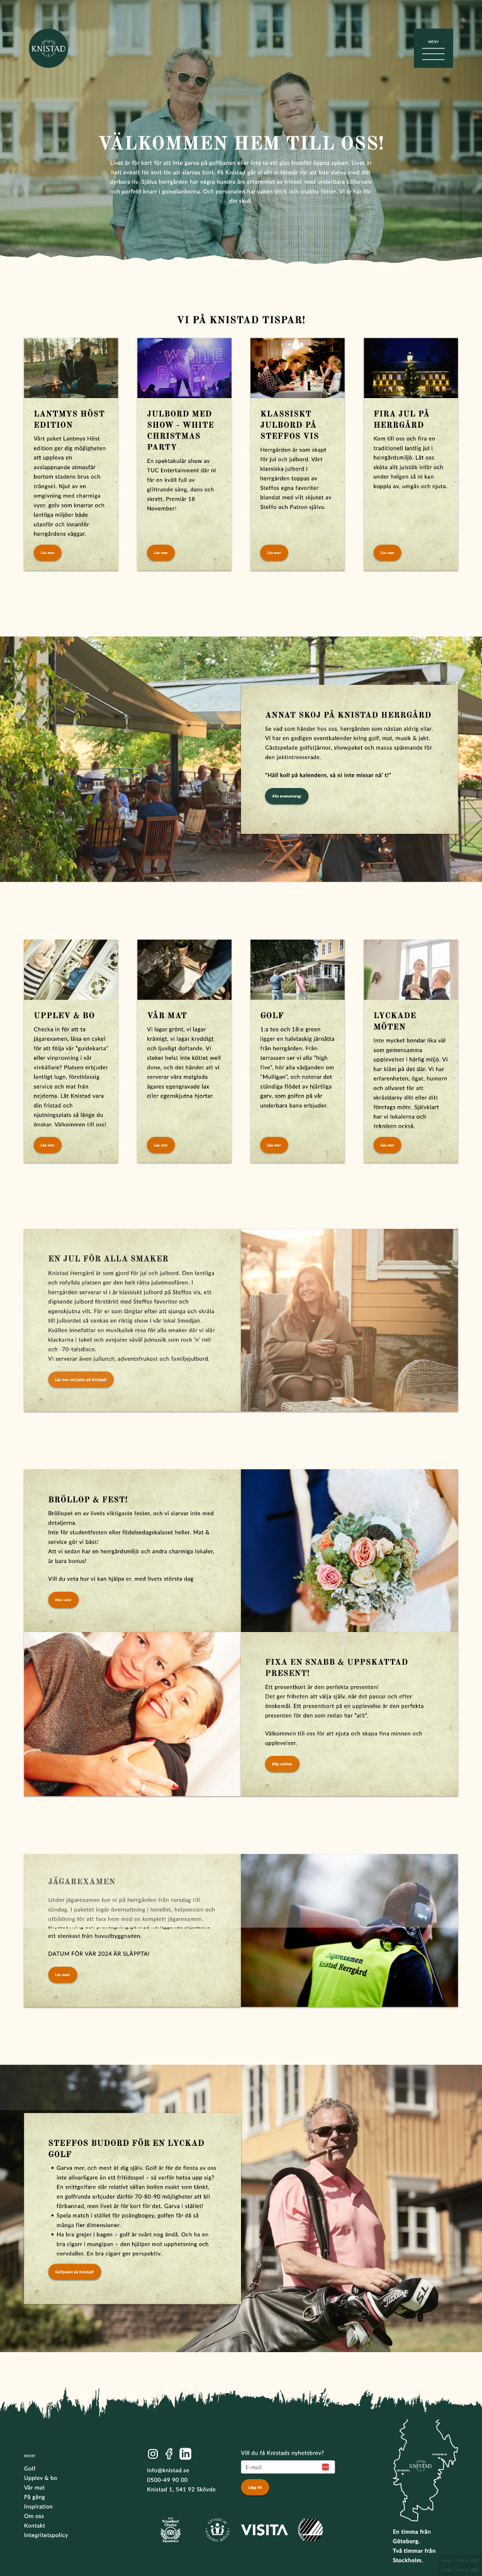 KNISTAD
MENY
VÄLKOMMEN HEM TILL OSS!
Livet är för kort för att inte garva på golfbanan eller inte ta ett glas framför öppna spisen. Livet är
helt enkelt för kort för att slarvas bort. På Knistad gör vi allt vi förmår för att inte slarva med ditt
dyrbara liv. Själva herrgården har några hundra års erfarenhet av trivsel, med underbara sällarvalv
och perfekt knarr i golvplankorna. Och personalen har vaken blick och snabba fötter. Vi är här för
din skull.
VI PÅ KNISTAD TIPSAR!
LANTMYS HÖST
EDITION
Vårt paket Lantmys Höst
edition ger dig möjligheten
att uppleva en
avslappnande atmosfär
bortom stadens brus och
trängsel. Njut av en
omgivning med charmiga
vyer, golv som knarrar och
lantliga miljöer både
utanför och innanför
herrgårdens väggar.
Läs mer
WHITE
PARTY
JULBORD MED
SHOW - WHITE
CHRISTMAS
PARTY
En spektakulär show av
TUC Entertainment där ni
får en kväll full av
glittrande sång, dans och
skratt. Premiär 18
November!
Läs mer
KLASSISKT
JULBORD PÅ
STEFFOS VIS
Herrgården är som skapt
för jul och julbord. Vårt
klassiska julbord i
herrgården toppas av
Steffos egna favoriter
blandat med vilt skjutet av
Steffo och Patron själva.
Läs mer
FIRA JUL PÅ
HERRGÅRD
Kom till oss och fira en
traditionell lantlig jul i
herrgårdsmiljö. Låt oss
sköta allt julstök inför och
under helgen så ni kan
koppla av, umgås och njuta.
Läs mer
ANNAT SKOJ PÅ KNISTAD HERRGÅRD
Se vad som händer hos oss, herrgården som nästan aldrig vilar.
Vi har en gedigen eventkalender kring golf, mat, musik & jakt.
Gästspelade golfstjärnor, showpaket och massa spännande för
den jaktintresserade.
"Häll koll på kalendern, så ni inte missar nå' t!"
Alla evenemang!
UPPLEV & BO
Checka in för att ta
jägarexamen, låna en cykel
för att följa vår "guidekarta"
eller vinprovning i vår
vinkällare? Platsen erbjuder
lantligt lugn, förstklassig
service och mat från
nejderna. Låt Knistad vara
din fristad och
njutningsplats så länge du
önskar. Välkommen till oss!
Läs mer
VÅR MAT
Vi lagar grönt, vi lagar
krämigt, vi lagar kryddigt
och ljuvligt doftande. Vi
steker helst inte köttet well
done, och det händer att vi
serverar våra matglada
ägares egengravade lax
eller egenskjutna hjortar.
Läs mer
GOLF
1:a tee och 18:e green
ligger en halvtaskig järnnätta
från herrgården. Från
terrassen ser vi alla "high
five", hör alla vädjanden om
"Mulligan", och noterar det
ständiga flödet av hjärtliga
garv, som golfen på vår
underbara bana erbjuder.
Läs mer
LYCKADE
MÖTEN
Inte mycket bondar lika väl
som gemensamma
upplevelser i härlig miljö. Vi
har kläm på det där. Vi har
erfarenheten, ögat, humorn
och allvaret för att
skräddarsy ditt eller ditt
företags möte. Självklart
har vi lokalerna och
tekniken också.
Läs mer
EN JUL FÖR ALLA SMAKER
Knistad Herrgård är som gjord för jul och julbord. Den lantliga
och rofyllda platsen ger den helt rätta julatmosfären. I
herrgården serverar vi i år klassiskt julbord på Steffos vis, ett
dignande julbord förstärkt med Steffos favoriter och
egenskjutna vilt. För er som längtar efter att sjunga och skråla
till julbordet så vankas en riktig show i vår lokal Smedjan.
Kvällen innefattar en musikalisk resa för alla smaker där vi slår
klackarna i taket och avnjuter såväl julmusik som rock 'n' roll
och -70-talsdisco.
Vi serverar även jullunch, adventsfrukost och familjejulbord.
Läs mer om julen på Knistad!
BRÖLLOP & FEST!
Bröllopet en av livets viktigaste fester, och vi slarvar inte med
detaljerna.
Inte för studentfesten eller födelsedagskalaset heller. Mat &
service gör vi bäst!
Att vi sedan har en herrgårdsmiljö och andra charmiga lokaler,
är bara bonus!
Vill du veta hur vi kan hjälpa er, med livets största dag
Mer info!
FIXA EN SNABB & UPPSKATTAD
PRESENT!
Ett presentkort är den perfekta presenten!
Det ger friheten att välja själv, när det passar och efter
önskemål. Ett presentkort på en upplevelse är den perfekta
presenten för den som redan har "allt".
Välkommen till oss för att njuta och skapa fina minnen och
upplevelser.
Köp online
JÄGAREXAMEN
Under Jägarexamen bor ni på herrgården från torsdag till
söndag. I paketet ingår övernattning i hotellet, helpension och
utbildning för att fara hem med en komplett jägarexamen.
ett stenkast från huvudbyggnaden.
DATUM FÖR VÅR 2024 ÄR SLÄPPTA!
Läs mer!
Jägarexamen
Knistad Herrgård
STEFFOS BUDORD FÖR EN LYCKAD
GOLF
• Garva mer, och mest åt dig själv. Golf är för de flesta av oss
inte allvarligare än ett fritidsspel – så varför hetsa upp sig?
En snittgolfare slår relativt sällan bollen exakt som tänkt,
en golfrunda erbjuder därför 70-80-90 möjligheter att bli
förbannad, men livet är för kort för det. Garva i stället!
• Spela match i stället för poängbogey, golfen får då så
många fler dimensioner.
• Ha bra grejer i bagen – golf är svårt nog ändå. Och ha en
bra cigarr i mungipan – den hjälper mot upphetsning och
nervdaller. En bra cigarr ger perspektiv.
Golfpaket på Knistad!
MENY
Golf
Upplev & bo
Vår mat
På gång
Inspiration
Om oss
Kontakt
Integritetspolicy
info@knistad.se
0500-49 90 00
Knistad 1, 541 92 Skövde
Vill du få Knistads nyhetsbrev?
E-mail
Lägg till
VISITA
KNISTAD
En timma från
Göteborg.
Två timmar från
Stockholm.